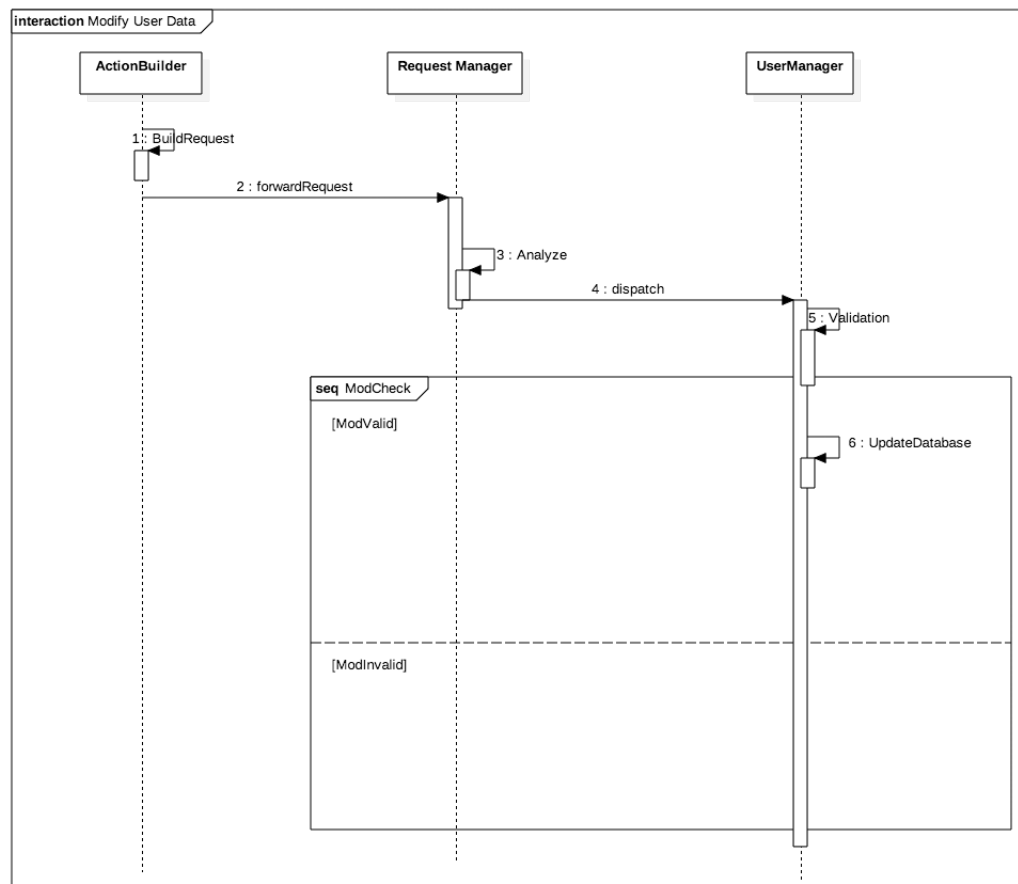 interaction Modify User Data
ActionBuilder
Request Manager
UserManager
1 : BuildRequest
2 : forwardRequest
3 : Analyze
4 : dispatch
5 : Validation
seq ModCheck
[ModValid]
6 : UpdateDatabase
[ModInvalid]